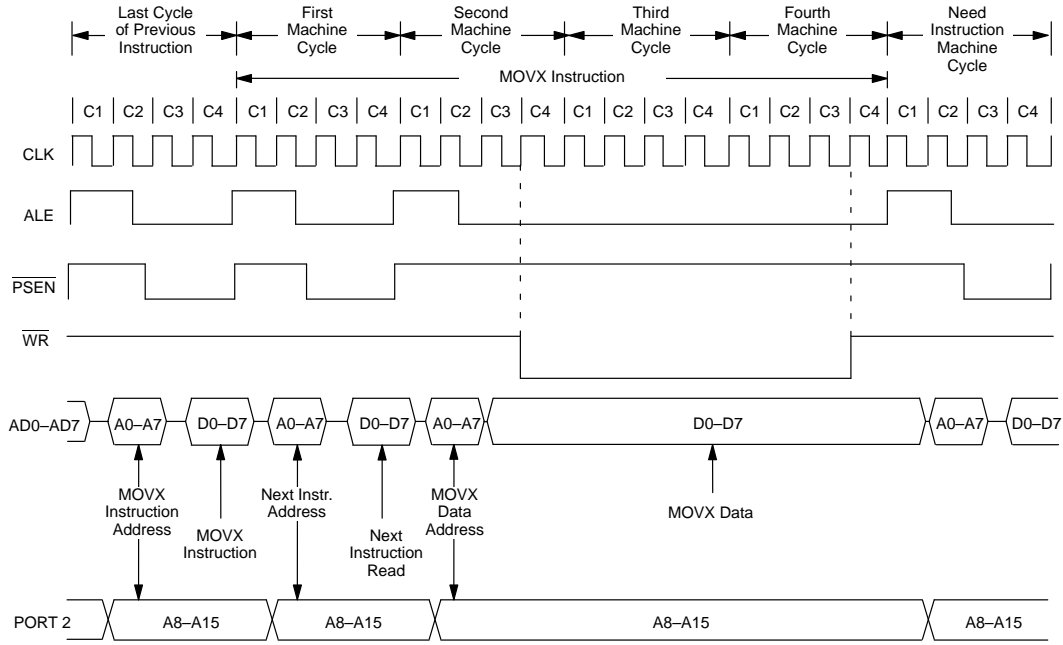 Last Cycle
of Previous
Instruction
First
Machine
Cycle
Second
Machine
Cycle
Third
Machine
Cycle
Fourth
Machine
Cycle
Need
Instruction
Machine
Cycle
MOVX Instruction
C1 C2 C3 C4 C1 C2 C3 C4 C1 C2 C3 C4 C1 C2 C3 C4 C1 C2 C3 C4 C1 C2 C3 C4
CLK
ALE
PSEN
WR
AD0–AD7 A0–A7 D0–D7 A0–A7 D0–D7 A0–A7 D0–D7 A0–A7 D0–D7
MOVX
Instruction
Address
MOVX
Instruction
Next Instr.
Address
Next
Instruction
Read
MOVX
Data
Address
MOVX Data
PORT 2 A8–A15 A8–A15 A8–A15 A8–A15